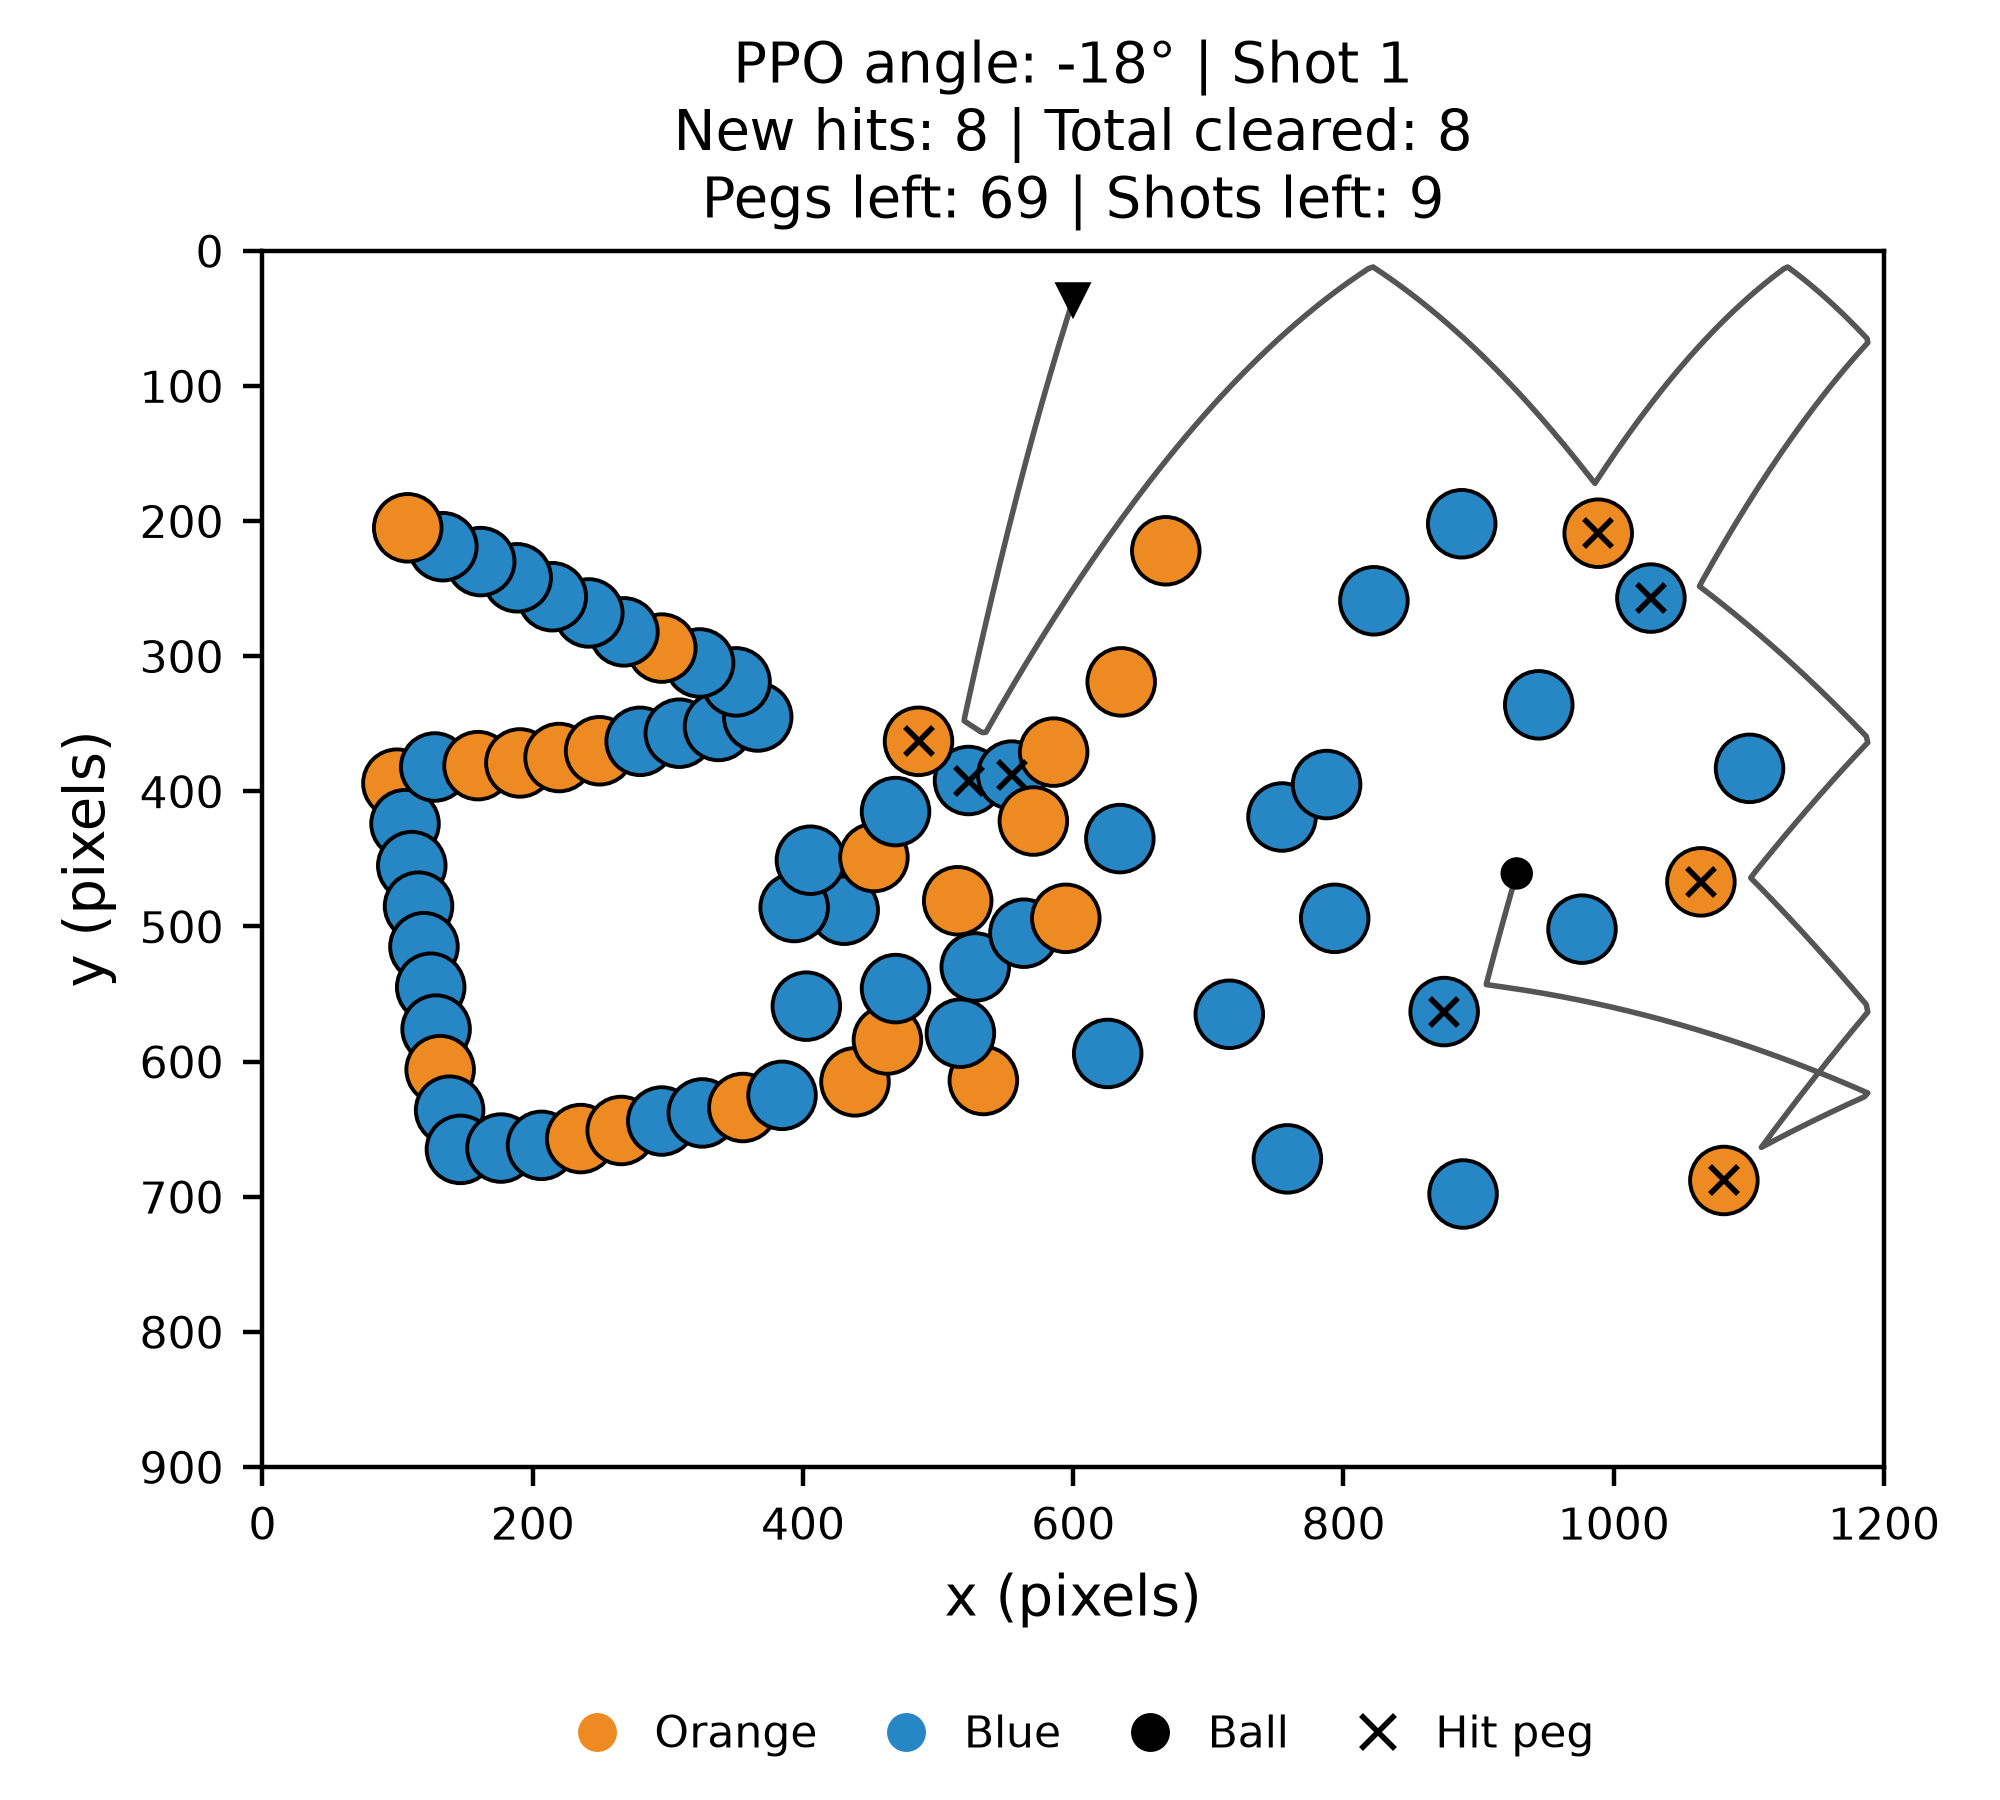 PPO angle: -18° | Shot 1
New hits: 8 | Total cleared: 8
Pegs left: 69 | Shots left: 9
0
100
200
300
400
500
600
700
800
900
y (pixels)
0 200 400 600 800 1000 1200
x (pixels)
Orange Blue Ball Hit peg